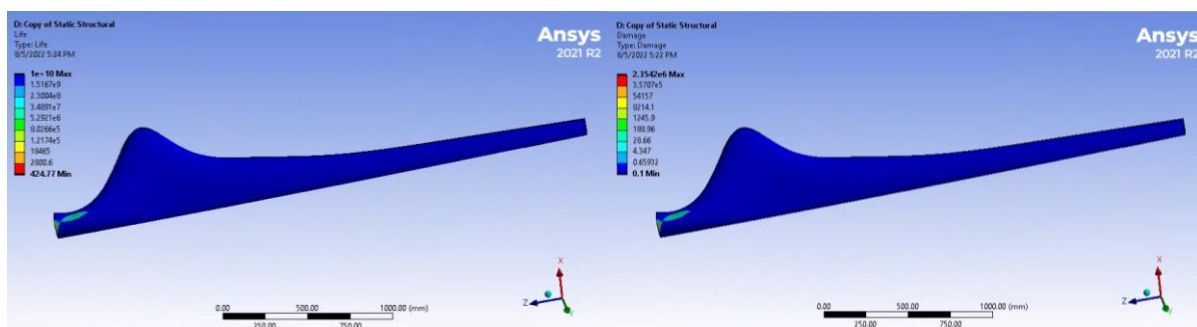 D: Copy of Static Structural
Life
Type: Life
8/5/2022 5:24 PM
1e+10 Max
1.5167e9
2.3004e8
3.4891e7
5.2921e6
8.0266e5
1.2174e5
18465
2800.6
424.77 Min
Ansys
2021 R2
X
Z
Y
0.00
500.00
1000.00 (mm)
250.00
750.00
D: Copy of Static Structural
Damage
Type: Damage
8/5/2022 5:22 PM
2.3542e6 Max
3.5707e5
54157
8214.1
1245.9
188.96
28.66
4.347
0.65932
0.1 Min
Ansys
2021 R2
X
Z
Y
0.00
500.00
1000.00 (mm)
250.00
750.00